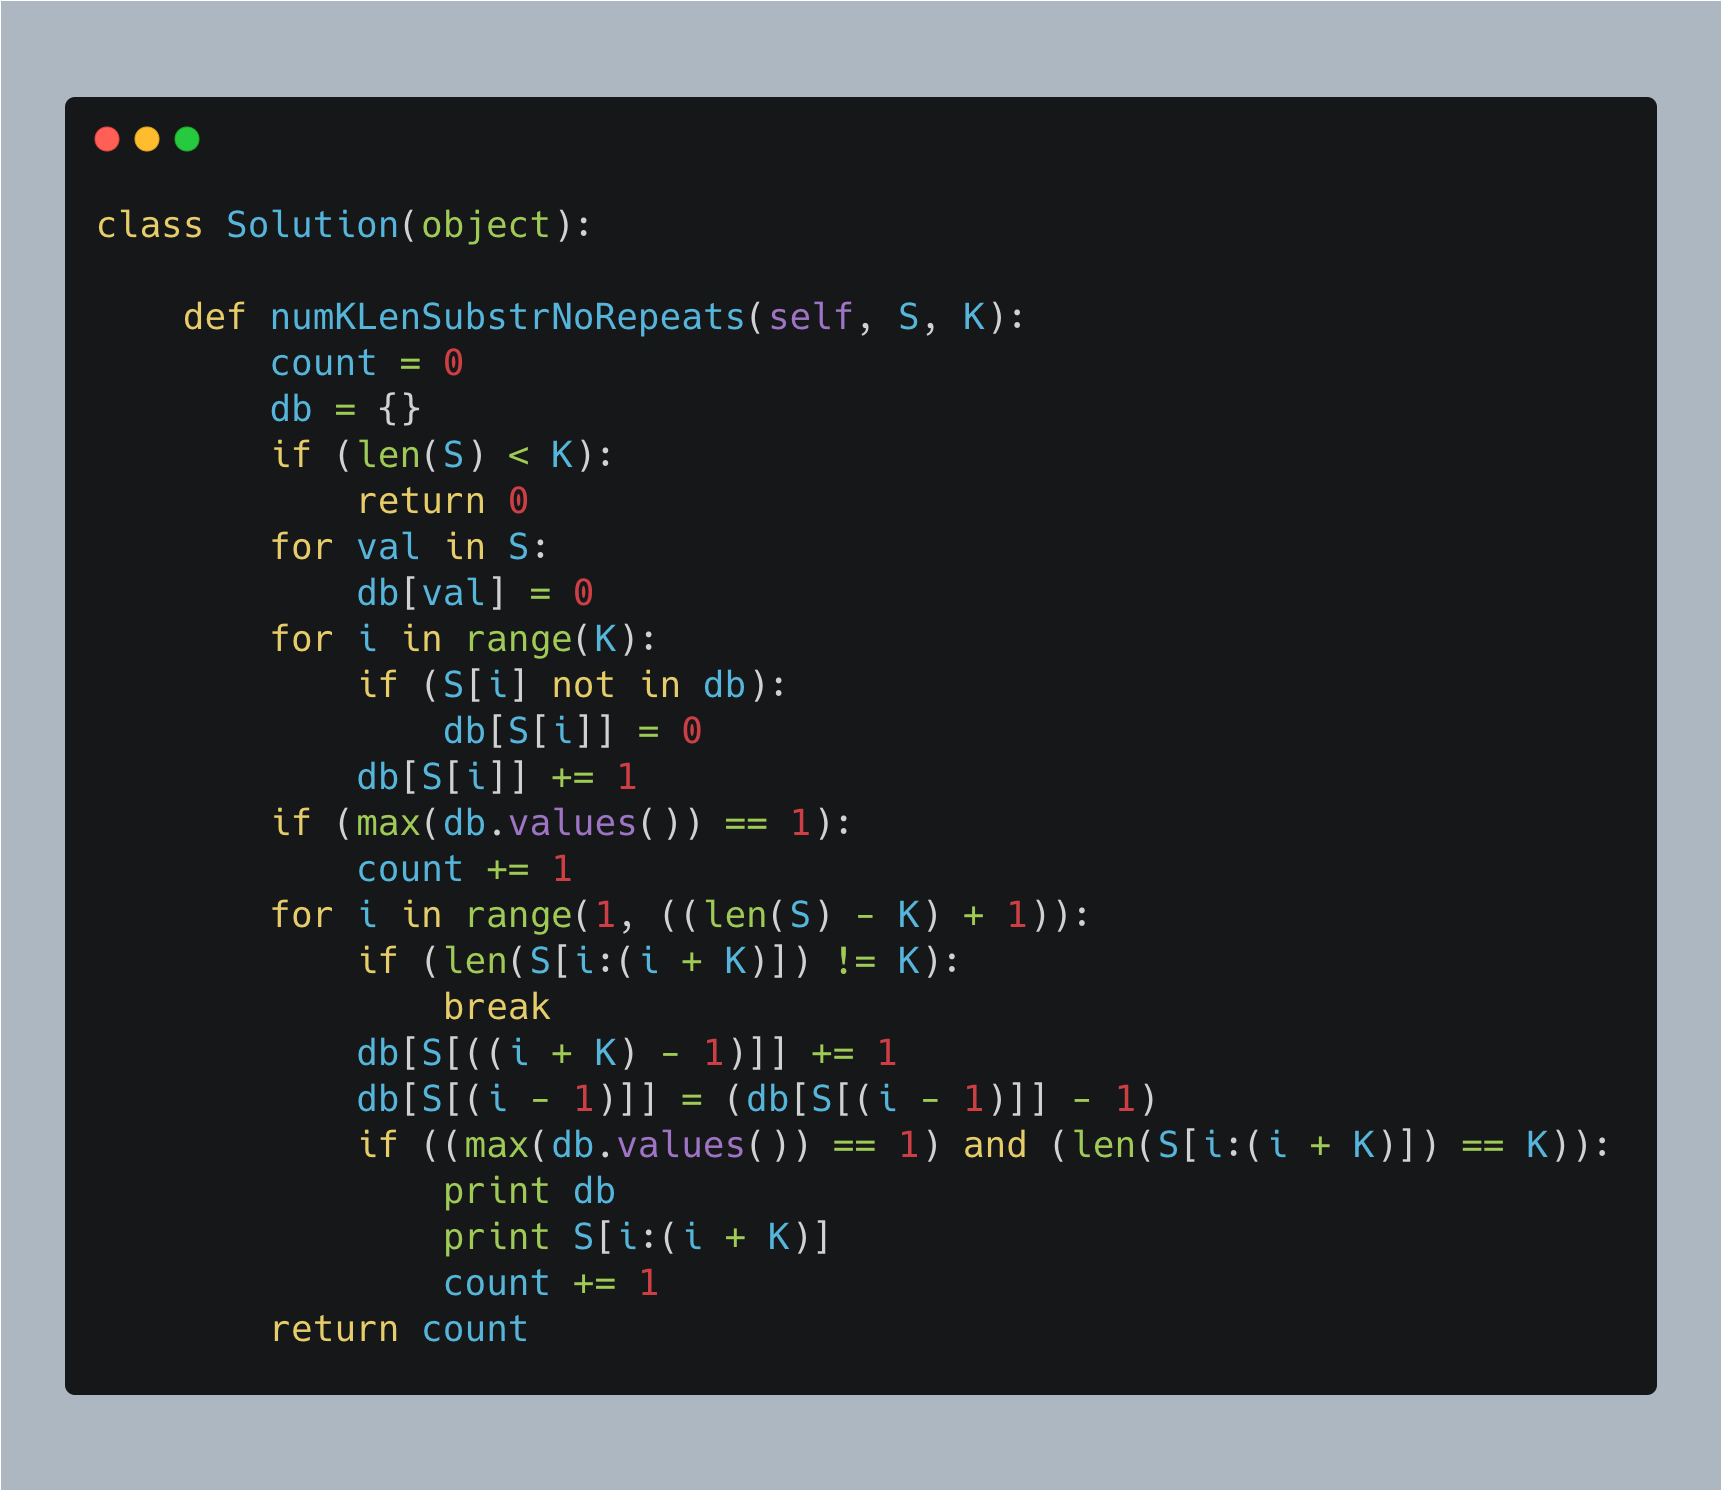 class Solution(object):

    def numKLenSubstrNoRepeats(self, S, K):
        count = 0
        db = {}
        if (len(S) < K):
            return 0
        for val in S:
            db[val] = 0
        for i in range(K):
            if (S[i] not in db):
                db[S[i]] = 0
            db[S[i]] += 1
        if (max(db.values()) == 1):
            count += 1
        for i in range(1, ((len(S) - K) + 1)):
            if (len(S[i:(i + K)]) != K):
                break
            db[S[((i + K) - 1)]] += 1
            db[S[(i - 1)]] = (db[S[(i - 1)]] - 1)
            if ((max(db.values()) == 1) and (len(S[i:(i + K)]) == K)):
                print db
                print S[i:(i + K)]
                count += 1
        return count